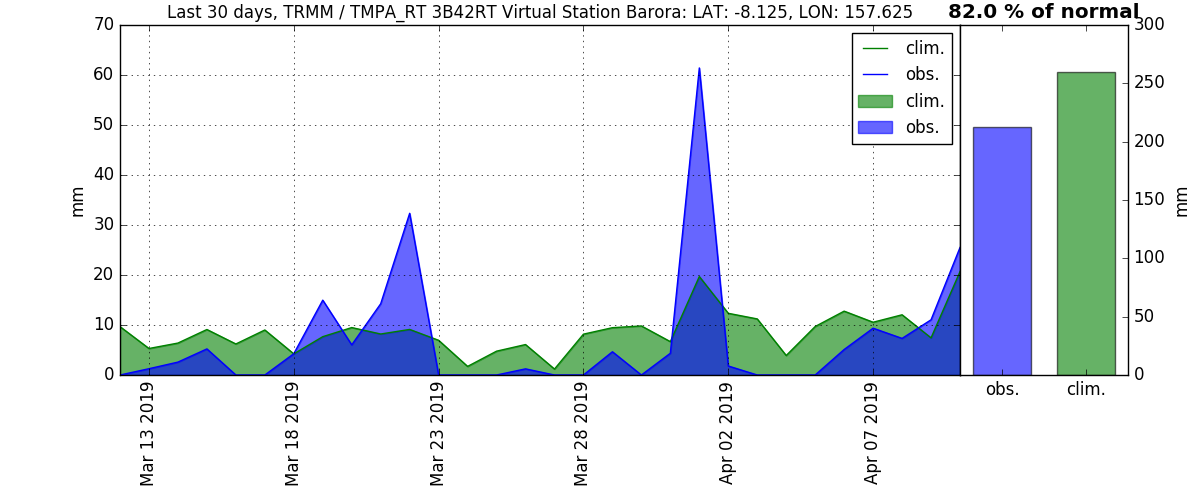 Last 30 days, TRMM / TMPA_RT 3B42RT Virtual Station Barora: LAT: -8.125, LON: 157.625
82.0 % of normal
70
60
50
40
30
20
10
0
mm
clim.
obs.
clim.
obs.
Mar 13 2019
Mar 18 2019
Mar 23 2019
Mar 28 2019
Apr 02 2019
Apr 07 2019
300
250
200
150
100
50
0
mm
obs.
clim.